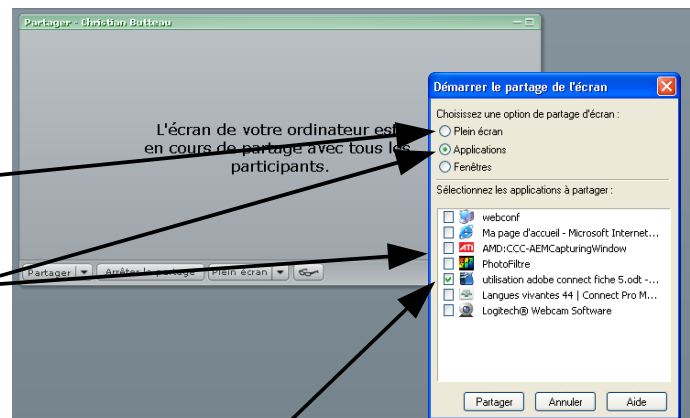 Partager - Christian Butteau
L'écran de votre ordinateur est
en cours de partage avec tous les
participants.
Partager
Arrêter le partage
Plein écran
Démarrer le partage de l'écran
Choisissez une option de partage d'écran :
Plein écran
Applications
Fenêtres
Sélectionnez les applications à partager :
webconf
Ma page d'accueil - Microsoft Internet...
AMD:CCC-AEMCapturingWindow
PhotoFiltre
utilisation adobe connect fiche 5.odt -...
Langues vivantes 44 | Connect Pro M...
Logitech® Webcam Software
Partager
Annuler
Aide